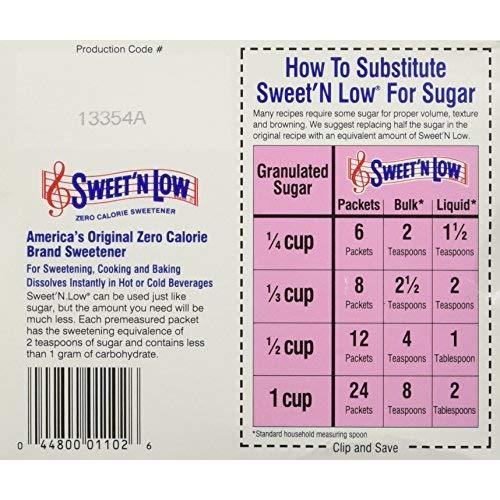 Production Code #
13354A
SWEET'N LOW®
ZERO CALORIE SWEETENER
America's Original Zero Calorie
Brand Sweetener
For Sweetening, Cooking and Baking
Dissolves Instantly in Hot or Cold Beverages
Sweet'N Low® can be used just like
sugar, but the amount you need will be
much less. Each premeasured packet
has the sweetening equivalence of
2 teaspoons of sugar and contains less
than 1 gram of carbohydrate.
0 44800 01102 6
How To Substitute
Sweet'N Low® For Sugar
Many recipes require some sugar for proper volume, texture
and browning. We suggest replacing half the sugar in the
original recipe with an equivalent amount of Sweet'N Low.
Granulated
Sugar
SWEET'N LOW®
Packets Bulk* Liquid*
1/4 cup 6 2 1 1/2
Packets Teaspoons Teaspoons
1/3 cup 8 2 1/2 2
Packets Teaspoons Teaspoons
1/2 cup 12 4 1
Packets Teaspoons Tablespoon
1 cup 24 8 2
Packets Teaspoons Tablespoons
*Standard household measuring spoon
Clip and Save